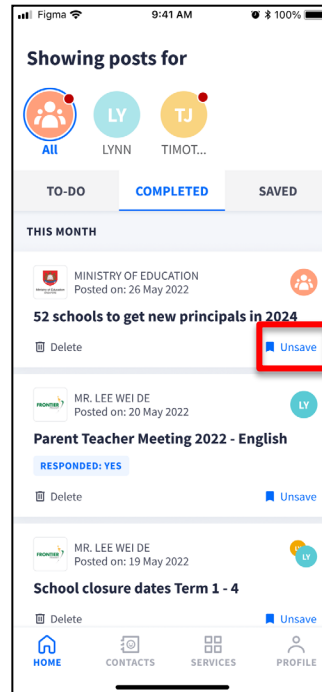 Figma 9:41 AM 100%
Showing posts for
LY TJ
All LYNN TIMOT...
TO-DO COMPLETED SAVED
THIS MONTH
MINISTRY OF EDUCATION
Posted on: 26 May 2022
52 schools to get new principals in 2024
Delete Unsave
FRONTIER
MR. LEE WEI DE
Posted on: 20 May 2022
LY
Parent Teacher Meeting 2022 - English
RESPONDED: YES
Delete Unsave
FRONTIER
MR. LEE WEI DE
Posted on: 19 May 2022
LY
School closure dates Term 1 - 4
Delete Unsave
HOME CONTACTS SERVICES PROFILE